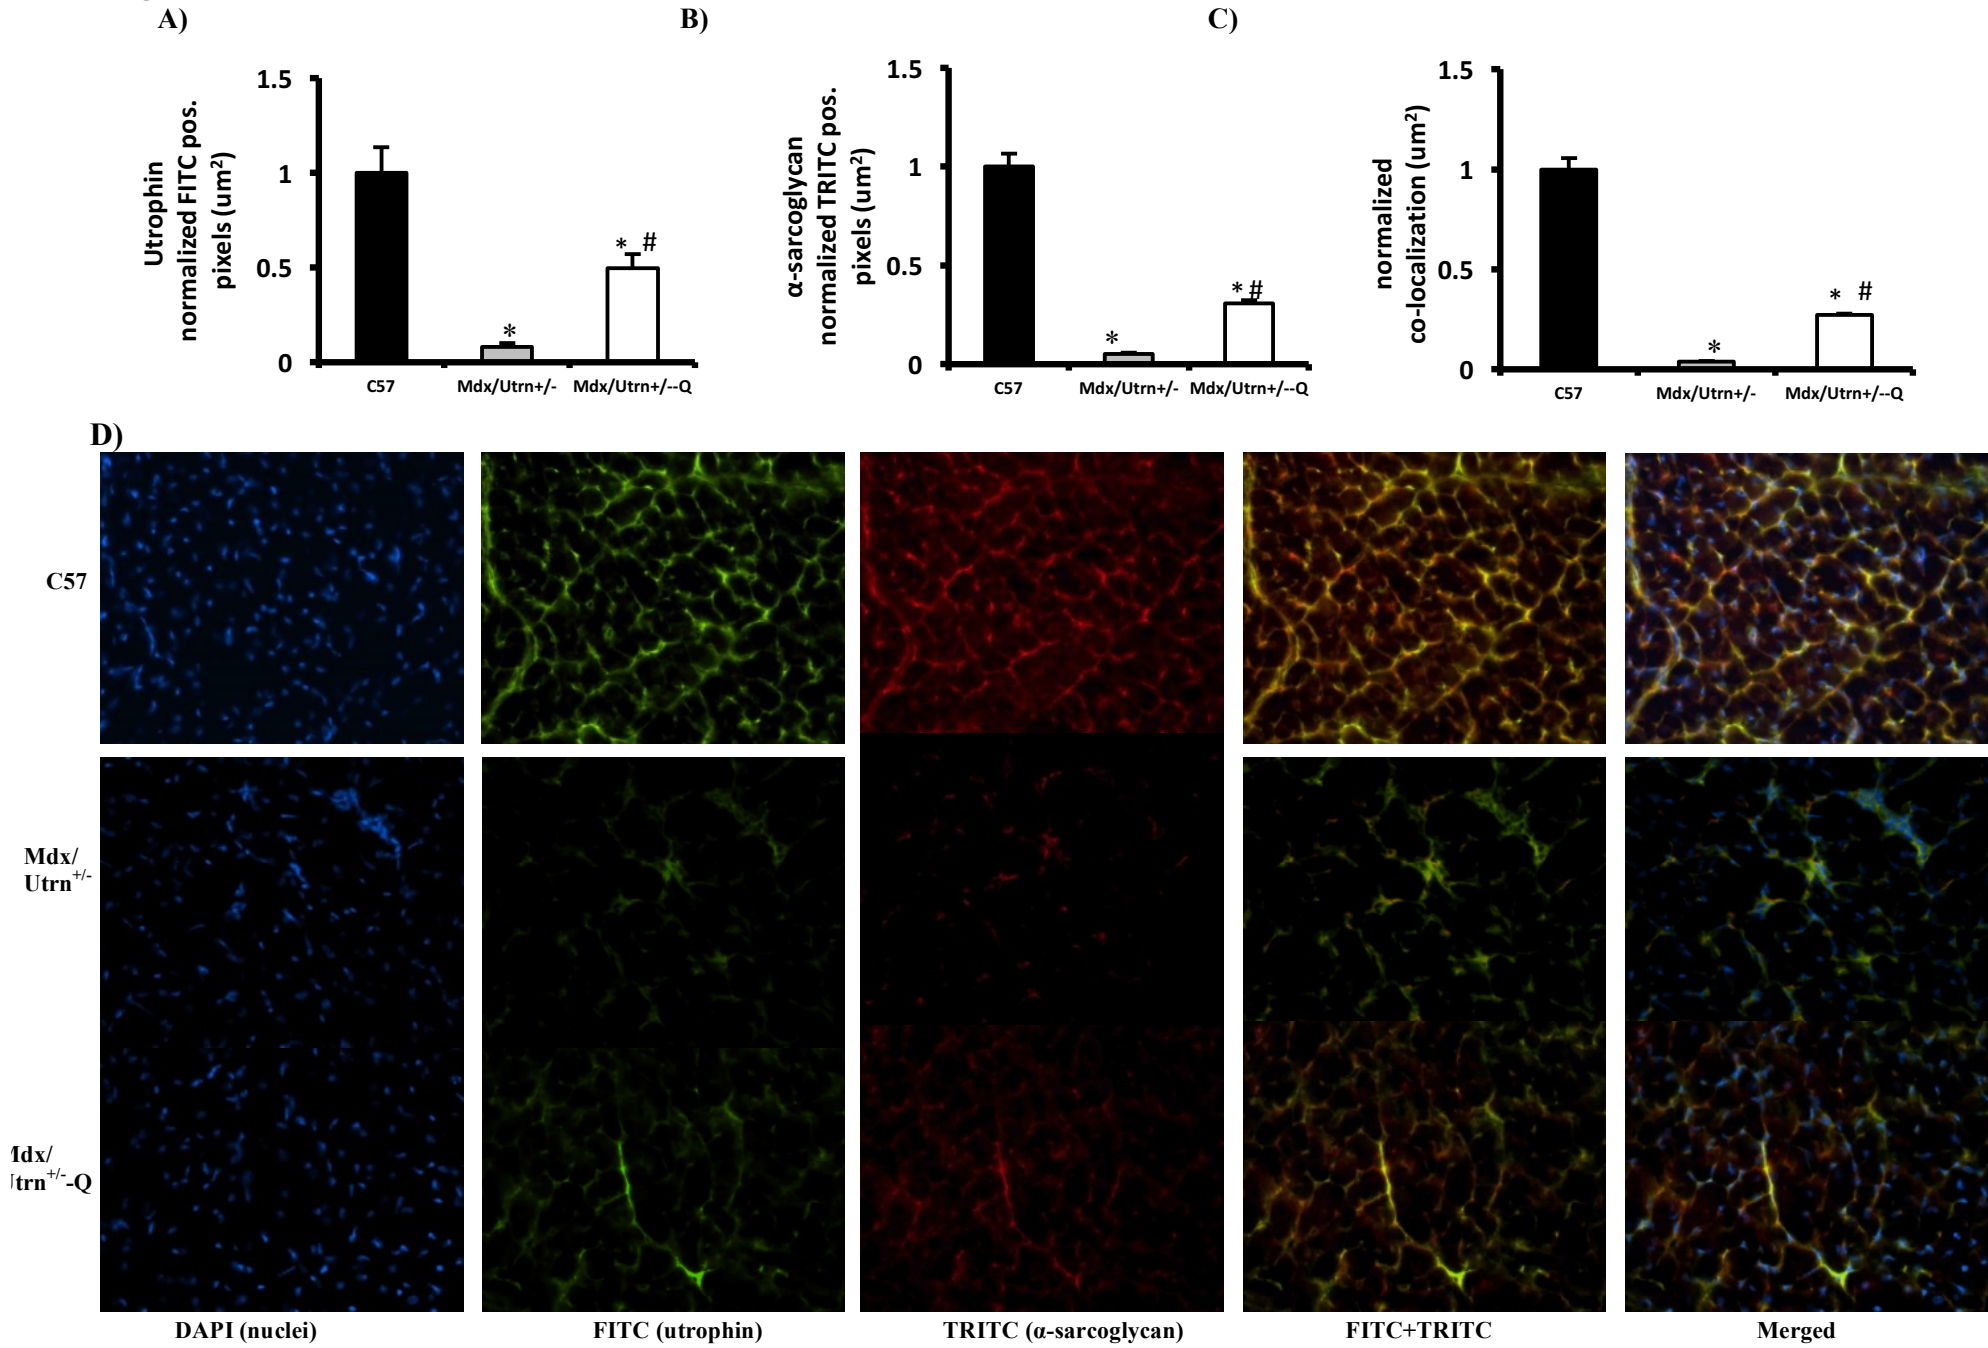 A)
B)
C)
Utrophin
normalized FITC pos.
pixels (um²)
1.5
1
0.5
0
*
* #
C57
Mdx/Utrn+/-
Mdx/Utrn+/--Q
α-sarcoglycan
normalized TRITC pos.
pixels (um²)
1.5
1
0.5
0
*
*#
C57
Mdx/Utrn+/-
Mdx/Utrn+/--Q
normalized
co-localization (um²)
1.5
1
0.5
0
*
* #
C57
Mdx/Utrn+/-
Mdx/Utrn+/--Q
D)
C57
Mdx/
Utrn+/-
Mdx/
Utrn+/--Q
DAPI (nuclei)
FITC (utrophin)
TRITC (α-sarcoglycan)
FITC+TRITC
Merged